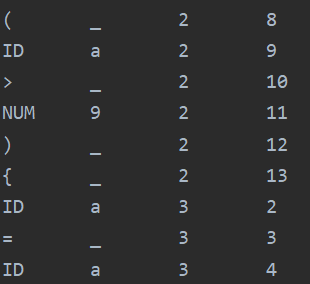 ( _ 2 8
ID a 2 9
> _ 2 10
NUM 9 2 11
) _ 2 12
{ _ 2 13
ID a 3 2
= _ 3 3
ID a 3 4